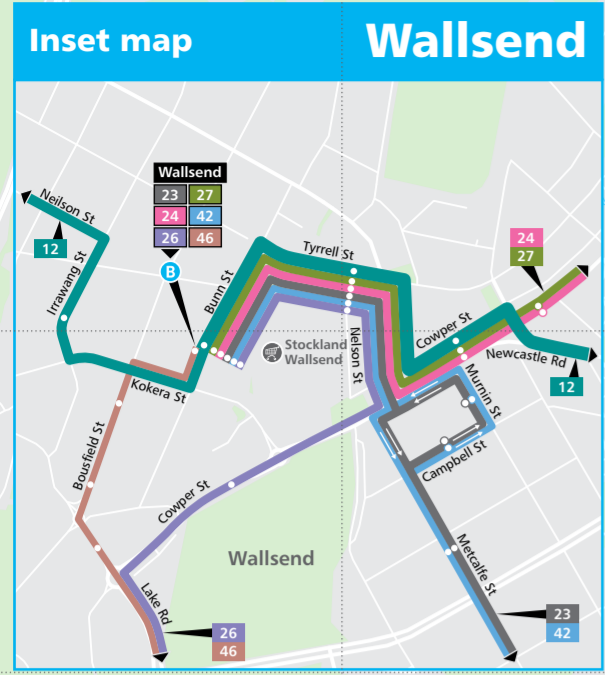 Inset map
Wallsend
Wallsend
23 27
24 42
26 46
B
Neilson St
12
Irrawang St
Bunn St
Tyrrell St
24
27
Stockland
Wallsend
Nelson St
Cowper St
Newcastle Rd
12
Kokera St
Murnin St
Bousfield St
Campbell St
Cowper St
Wallsend
Metcalfe St
Lake Rd
26
46
23
42